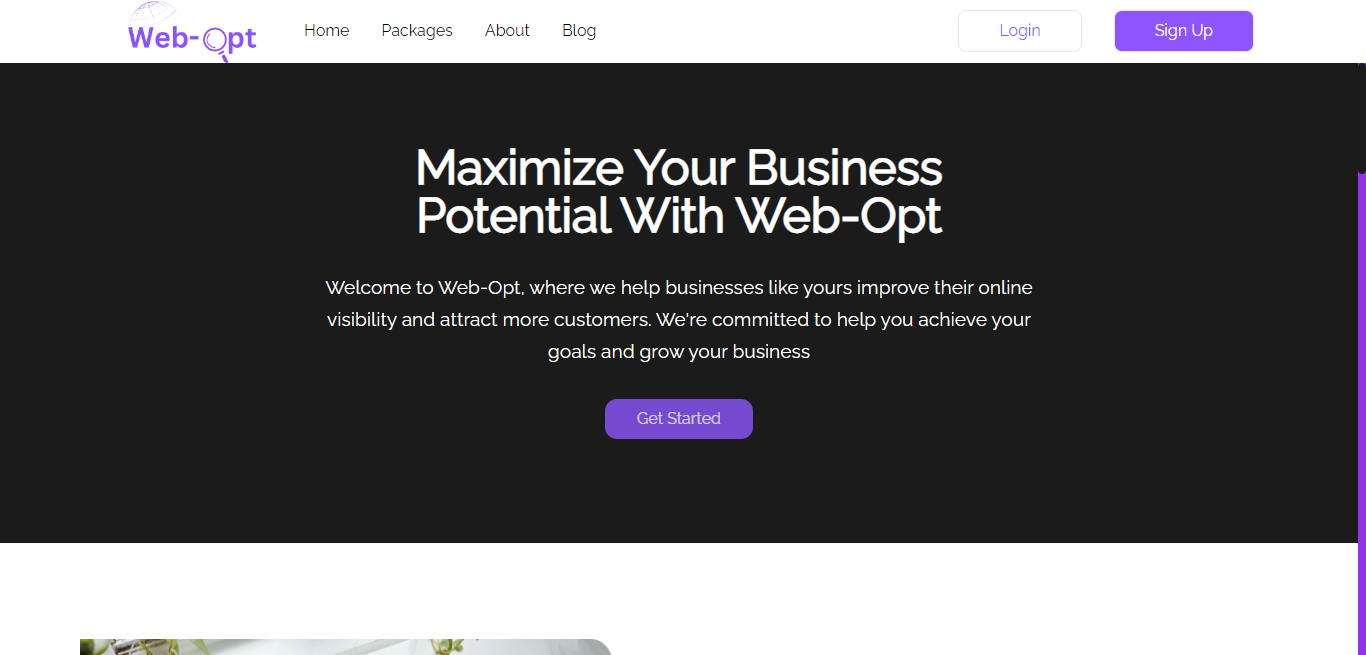 Web-Opt
Home
Packages
About
Blog
Login
Sign Up
Maximize Your Business
Potential With Web-Opt
Welcome to Web-Opt, where we help businesses like yours improve their online
visibility and attract more customers. We're committed to help you achieve your
goals and grow your business
Get Started